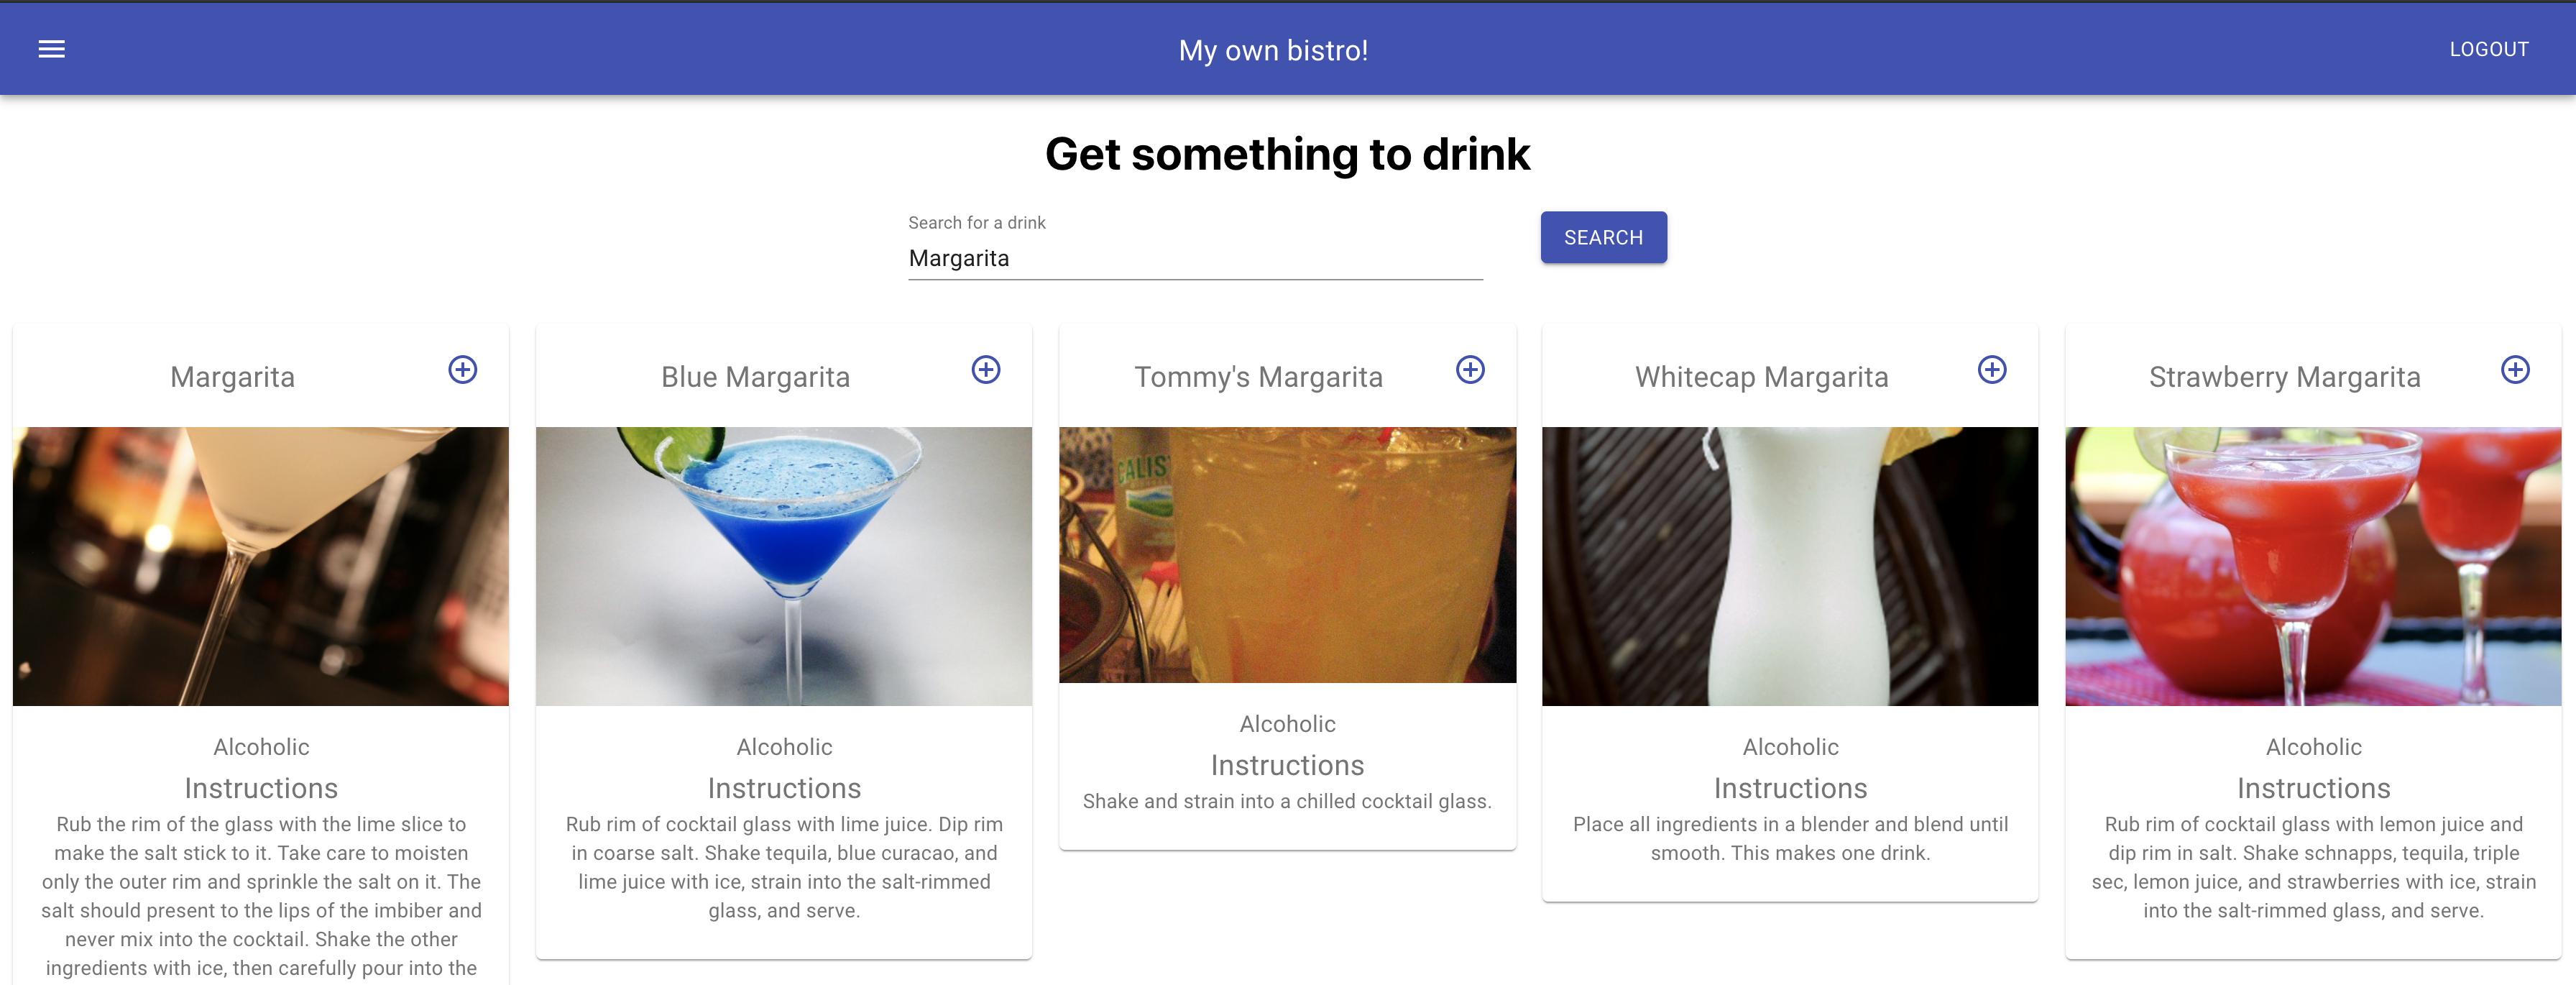 My own bistro!
LOGOUT
Get something to drink
Search for a drink
Margarita
SEARCH
Margarita
Alcoholic
Instructions
Rub the rim of the glass with the lime slice to
make the salt stick to it. Take care to moisten
only the outer rim and sprinkle the salt on it. The
salt should present to the lips of the imbiber and
never mix into the cocktail. Shake the other
ingredients with ice, then carefully pour into the
Blue Margarita
Alcoholic
Instructions
Rub rim of cocktail glass with lime juice. Dip rim
in coarse salt. Shake tequila, blue curacao, and
lime juice with ice, strain into the salt-rimmed
glass, and serve.
Tommy's Margarita
CALIS
Alcoholic
Instructions
Shake and strain into a chilled cocktail glass.
Whitecap Margarita
Alcoholic
Instructions
Place all ingredients in a blender and blend until
smooth. This makes one drink.
Strawberry Margarita
Alcoholic
Instructions
Rub rim of cocktail glass with lemon juice and
dip rim in salt. Shake schnapps, tequila, triple
sec, lemon juice, and strawberries with ice, strain
into the salt-rimmed glass, and serve.